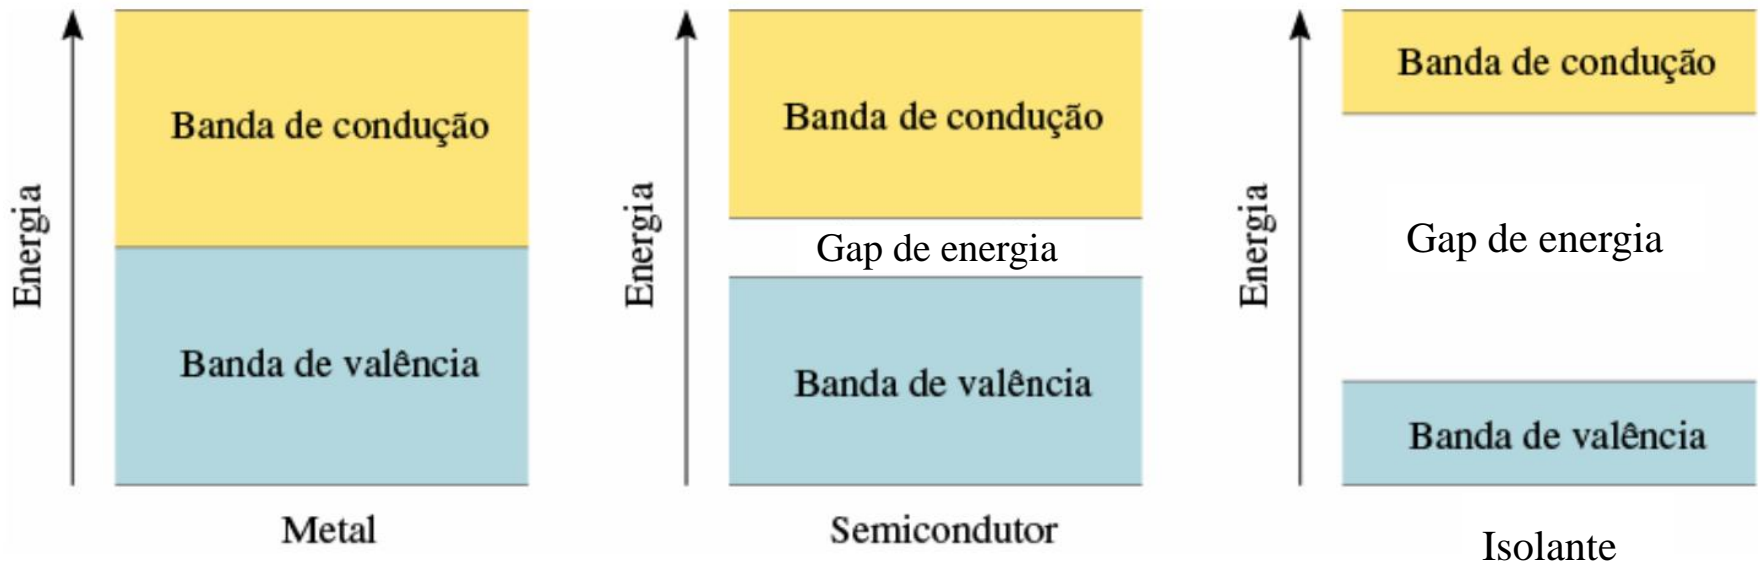 Energia
Banda de condução
Banda de valência
Metal
Energia
Banda de condução
Gap de energia
Banda de valência
Semicondutor
Energia
Banda de condução
Gap de energia
Banda de valência
Isolante